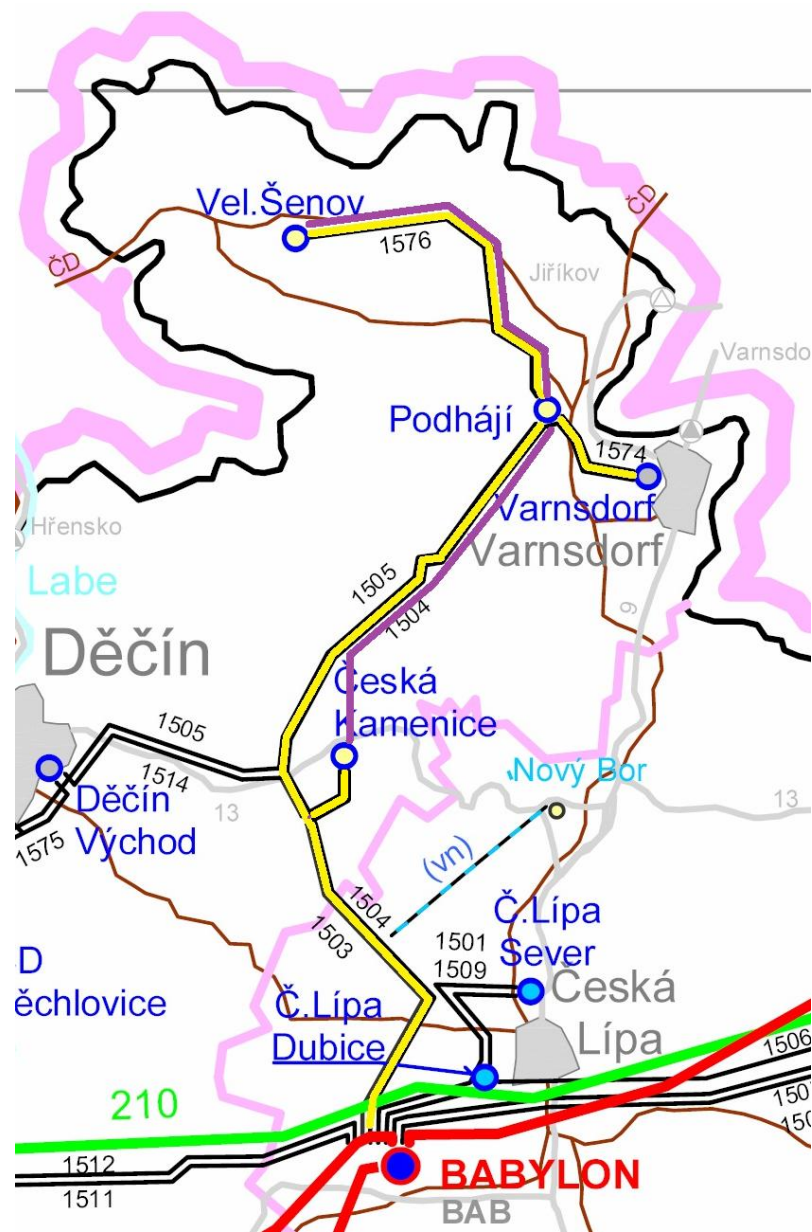 Vel.Šenov
ČD
ČD
1576
Jiříkov
Varnsdo
Podhájí
1574
Varnsdorf
Varnsdorf
Hřensko
Labe
1505
1504
9
Děčín
Česká
Kamenice
1505
1514
13
Děčín
Východ
1575
Nový Bor
13
(vn)
1504
1503
Č.Lípa
Sever
1501
1509
D
ěchlovice
Č.Lípa
Dubice
Česká
Lípa
1506
210
1512
1511
BABYLON
BAB